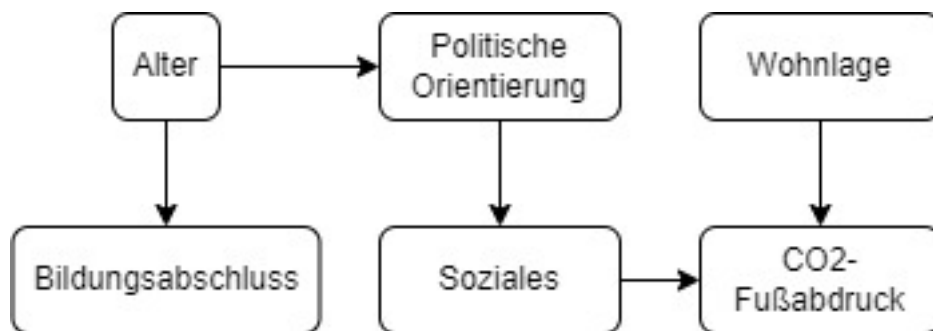 Alter
Politische
Orientierung
Wohnlage
Bildungsabschluss
Soziales
CO2-
Fußabdruck